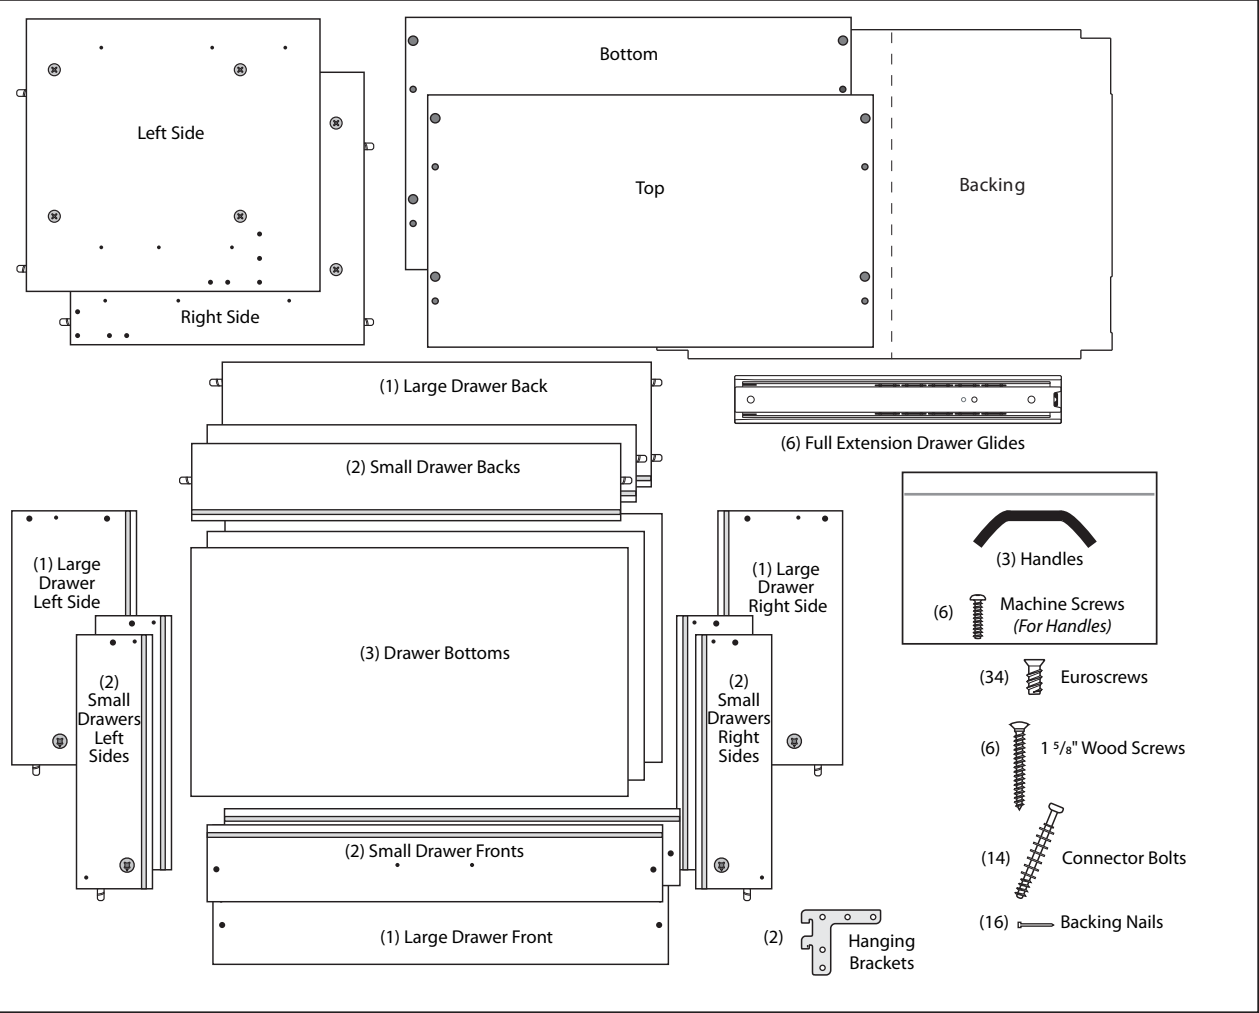 Left Side
Right Side
Bottom
Top
Backing
(1) Large Drawer Back
(2) Small Drawer Backs
(6) Full Extension Drawer Glides
(1) Large
Drawer
Left Side
(2)
Small
Drawers
Left
Sides
(3) Drawer Bottoms
(1) Large
Drawer
Right Side
(2)
Small
Drawers
Right
Sides
(2) Small Drawer Fronts
(1) Large Drawer Front
(3) Handles
(6) Machine Screws
(For Handles)
(34) Euroscrews
(6) 1 5/8" Wood Screws
(14) Connector Bolts
(16) Backing Nails
(2) Hanging
Brackets